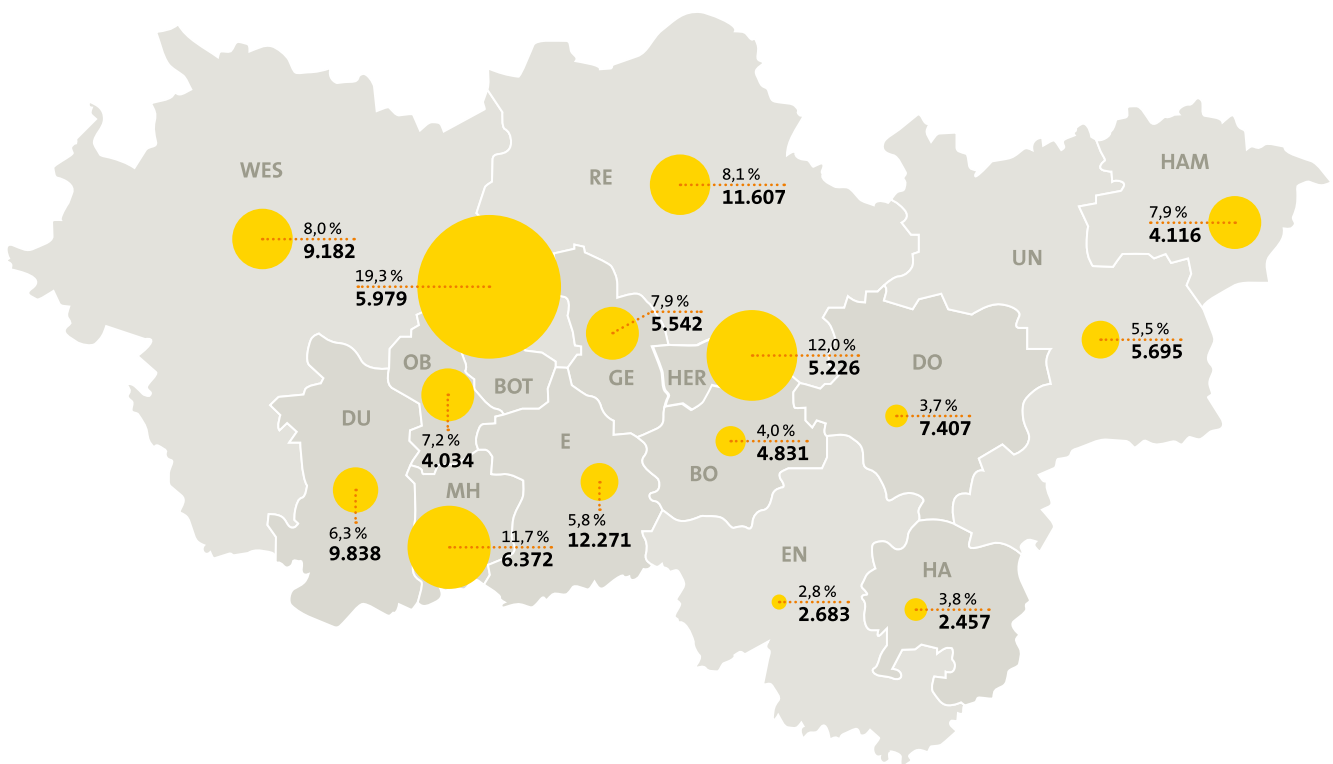 WES
8,0 %
9.182
RE
8,1 %
11.607
HAM
7,9 %
4.116
UN
5,5 %
5.695
19,3 %
5.979
BOT
7,9 %
5.542
GE
HER
12,0 %
5.226
DO
3,7 %
7.407
OB
7,2 %
4.034
DU
6,3 %
9.838
MH
11,7 %
6.372
E
5,8 %
12.271
BO
4,0 %
4.831
EN
2,8 %
2.683
HA
3,8 %
2.457